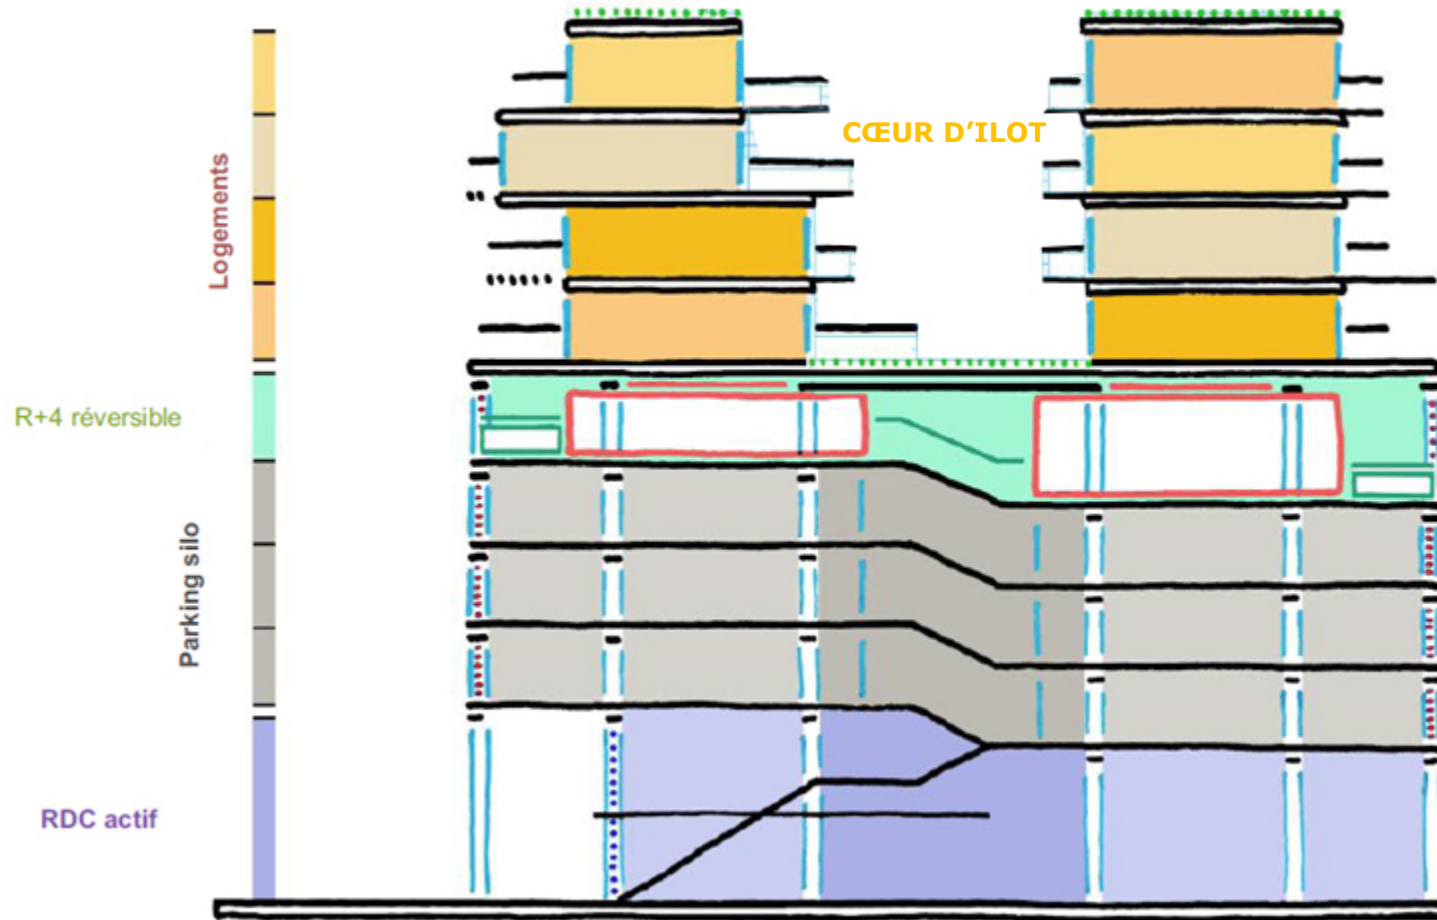 CŒUR D'ILOT
Logements
R+4 réversible
Parking silo
RDC actif